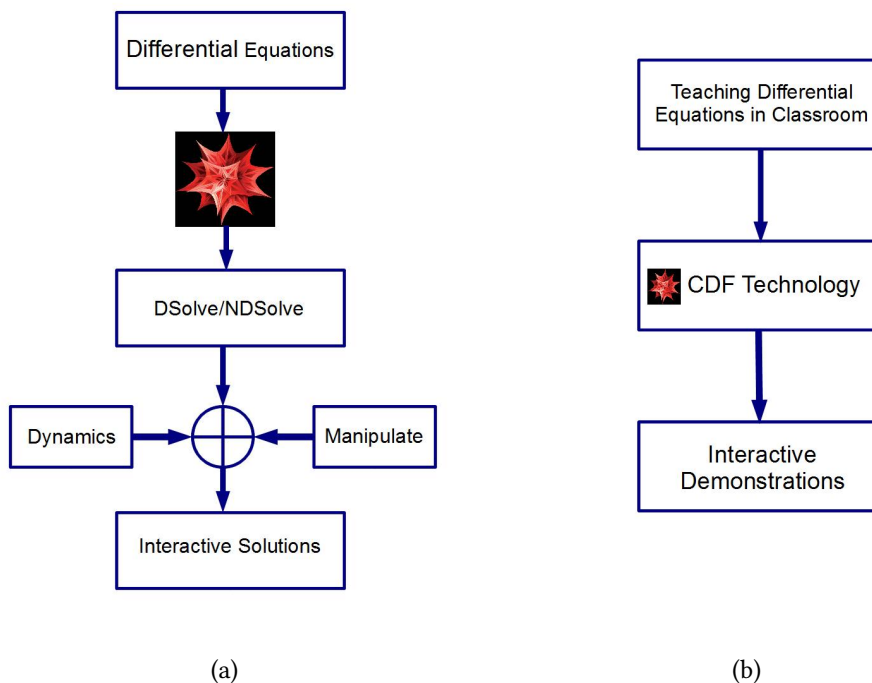 Differential Equations
DSolve/NDSolve
Dynamics
Manipulate
Interactive Solutions
(a)
Teaching Differential
Equations in Classroom
CDF Technology
Interactive
Demonstrations
(b)